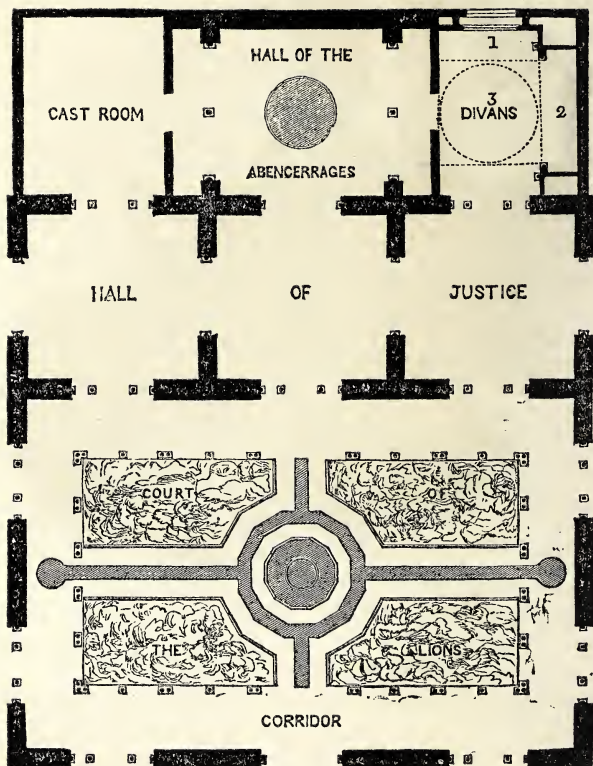 HALL OF THE
1
CAST ROOM
3
DIVANS
2
ABENCERRAGES
HALL OF JUSTICE
COURT OF
THE LIONS
CORRIDOR